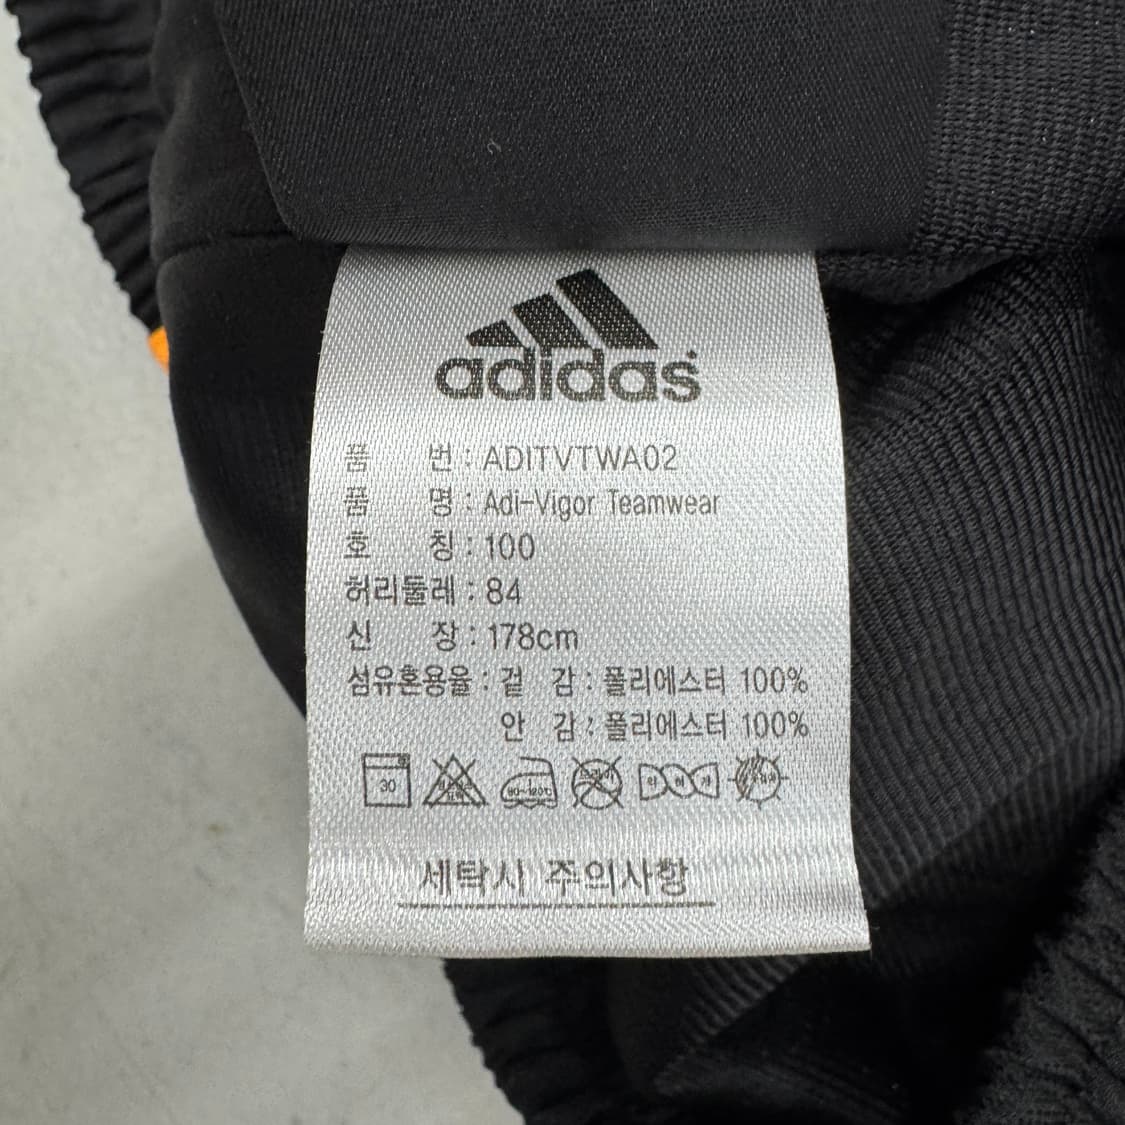 adidas
품 번 : ADITVTWA02
품 명 : Adi-Vigor Teamwear
호 칭 : 100
허리둘레 : 84
신 장 : 178cm
섬유혼용율 : 겉 감 : 폴리에스터 100%
안 감 : 폴리에스터 100%
30 80~120℃
세탁시 주의사항